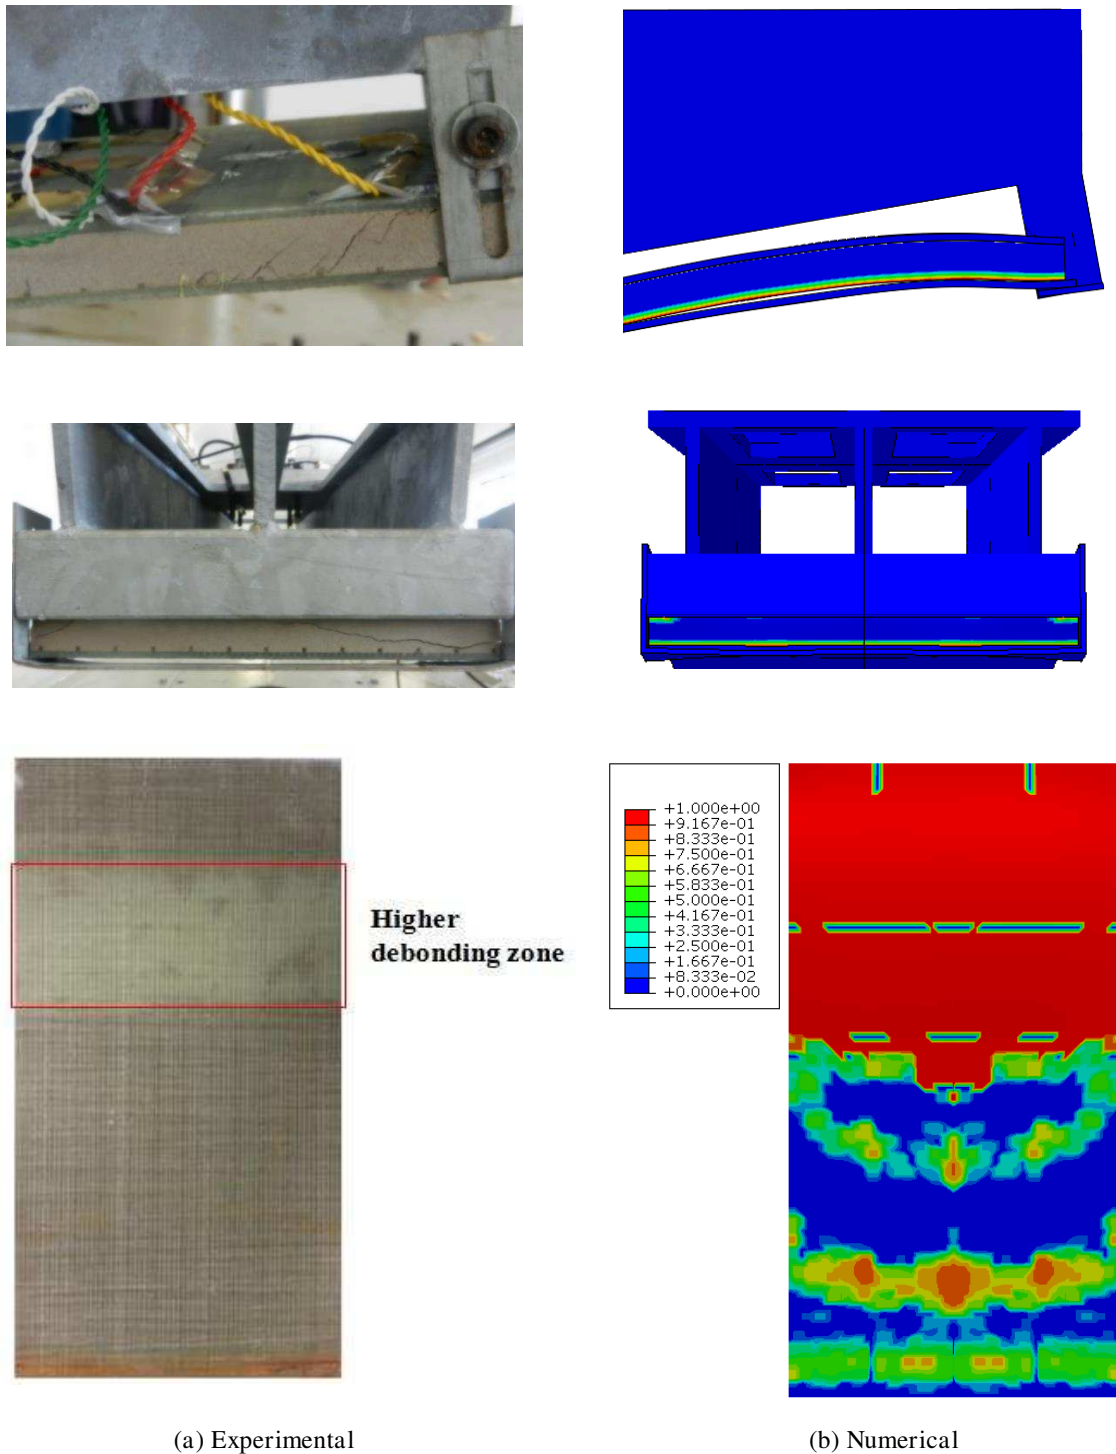 Higher
debonding zone
+1.000e+00
+9.167e-01
+8.333e-01
+7.500e-01
+6.667e-01
+5.833e-01
+5.000e-01
+4.167e-01
+3.333e-01
+2.500e-01
+1.667e-01
+8.333e-02
+0.000e+00
(a) Experimental
(b) Numerical